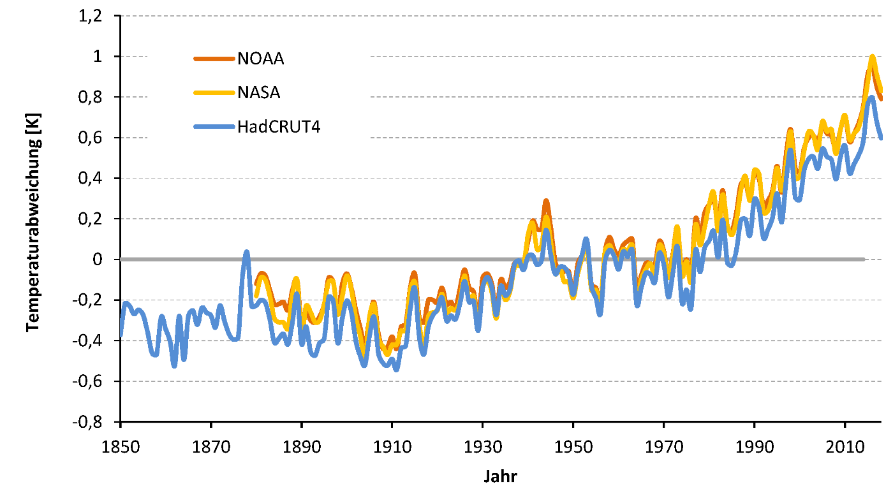 1,2
1
0,8
0,6
0,4
0,2
0
-0,2
-0,4
-0,6
-0,8
Temperaturabweichung [K]
NOAA
NASA
HadCRUT4
1850 1870 1890 1910 1930 1950 1970 1990 2010
Jahr